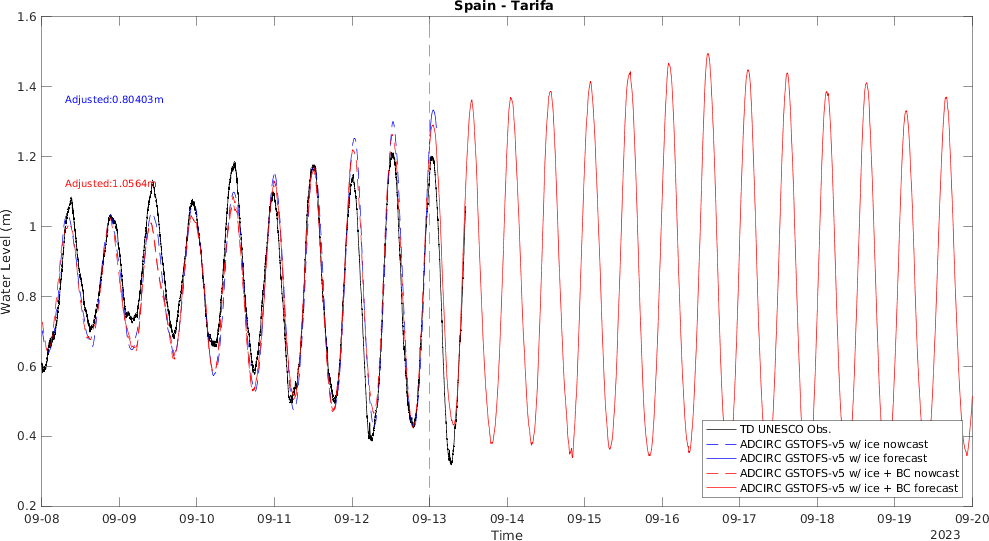 Spain - Tarifa
1.6
1.4
1.2
1
0.8
0.6
0.4
0.2
Water Level (m)
Adjusted:0.80403m
Adjusted:1.0564m
TD UNESCO Obs.
ADCIRC GSTOFS-v5 w/ ice nowcast
ADCIRC GSTOFS-v5 w/ ice forecast
ADCIRC GSTOFS-v5 w/ ice + BC nowcast
ADCIRC GSTOFS-v5 w/ ice + BC forecast
09-08 09-09 09-10 09-11 09-12 09-13 09-14 09-15 09-16 09-17 09-18 09-19 09-20
Time
2023